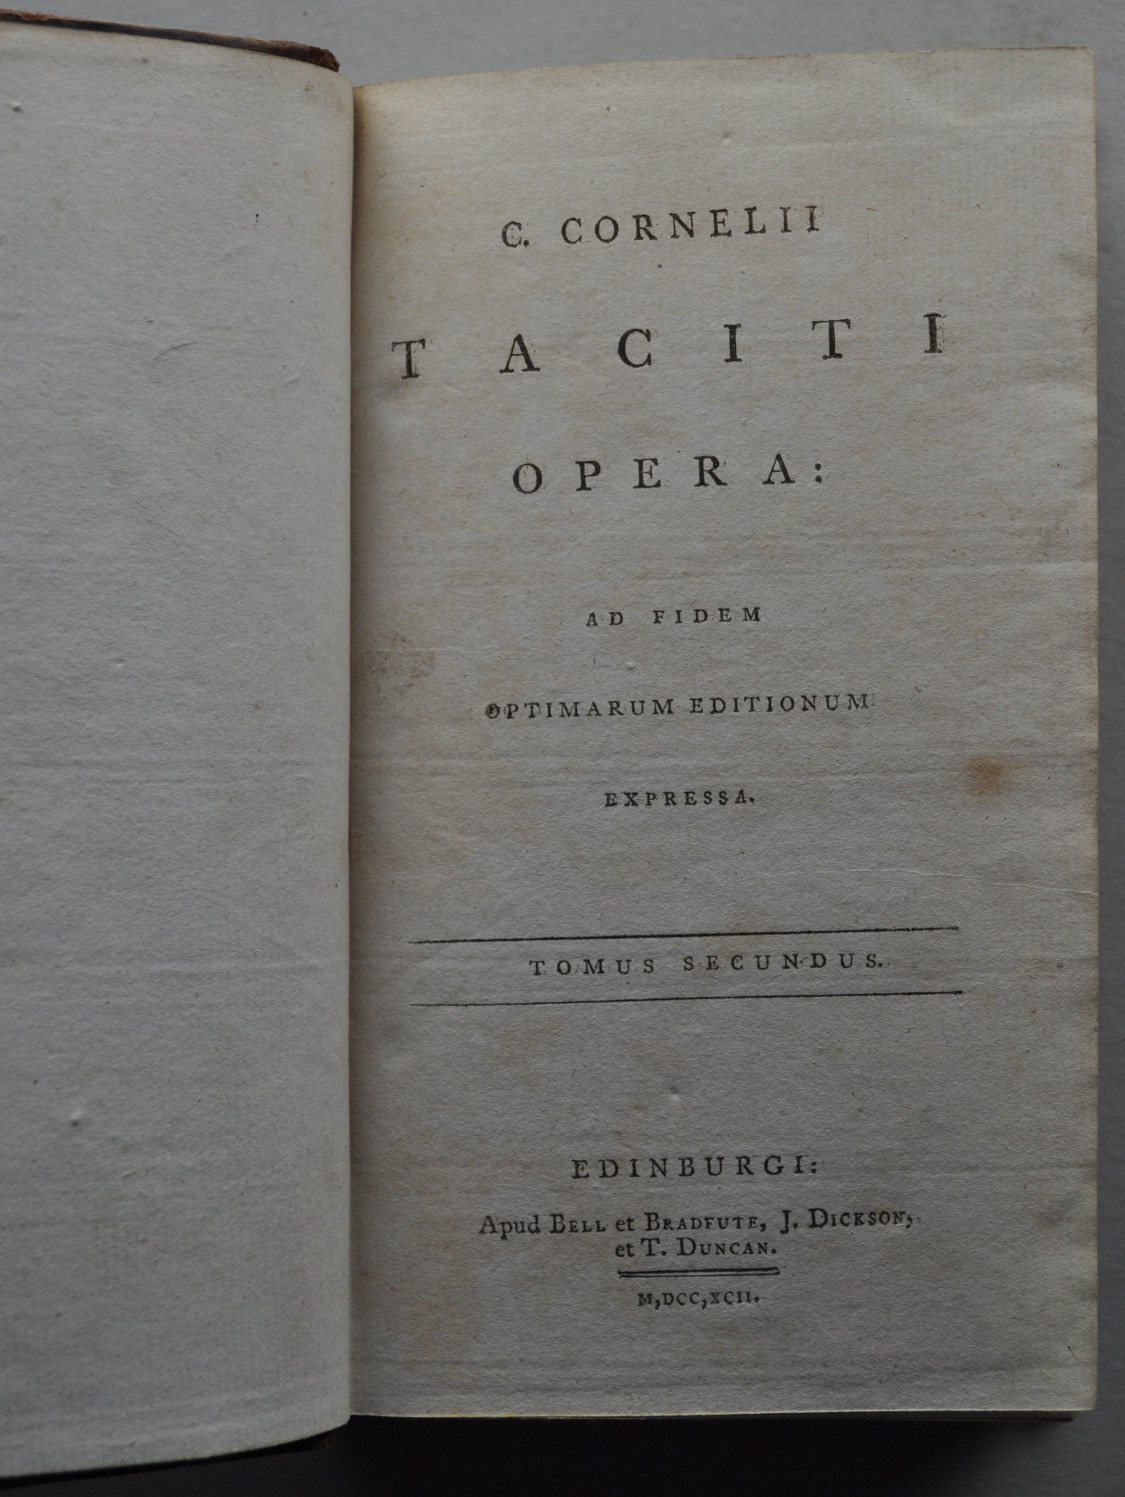 C. CORNELII
TACITI
OPERA:
AD FIDEM
OPTIMARUM EDITIONUM
EXPRESSA.
TOMUS SECUNDUS.
EDINBURGI:
Apud BELL et BRADFUTE, J. DICKSON,
et T. DUNCAN.
M,DCC,XCII.